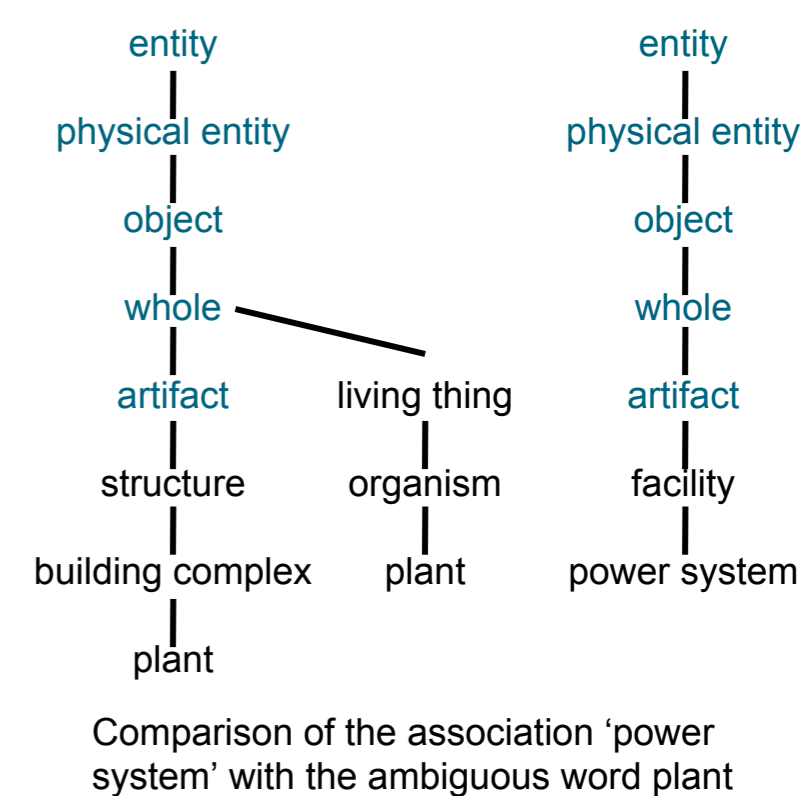 entity entity
physical entity physical entity
object object
whole whole
artifact living thing artifact
structure organism facility
building complex plant power system
plant
Comparison of the association ‘power
system’ with the ambiguous word plant